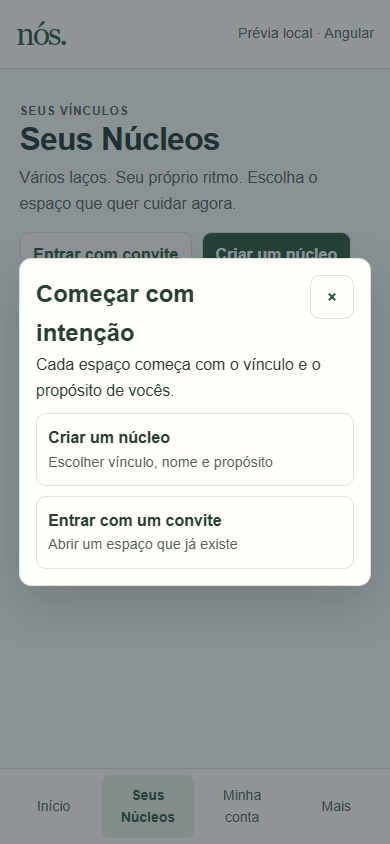 nós.
Prévia local · Angular
SEUS VÍNCULOS
Seus Núcleos
Vários laços. Seu próprio ritmo. Escolha o
espaço que quer cuidar agora.
Entrar com convite
Criar um núcleo
Começar com
intenção
×
Cada espaço começa com o vínculo e o
propósito de vocês.
Criar um núcleo
Escolher vínculo, nome e propósito
Entrar com um convite
Abrir um espaço que já existe
Início
Seus
Núcleos
Minha
conta
Mais